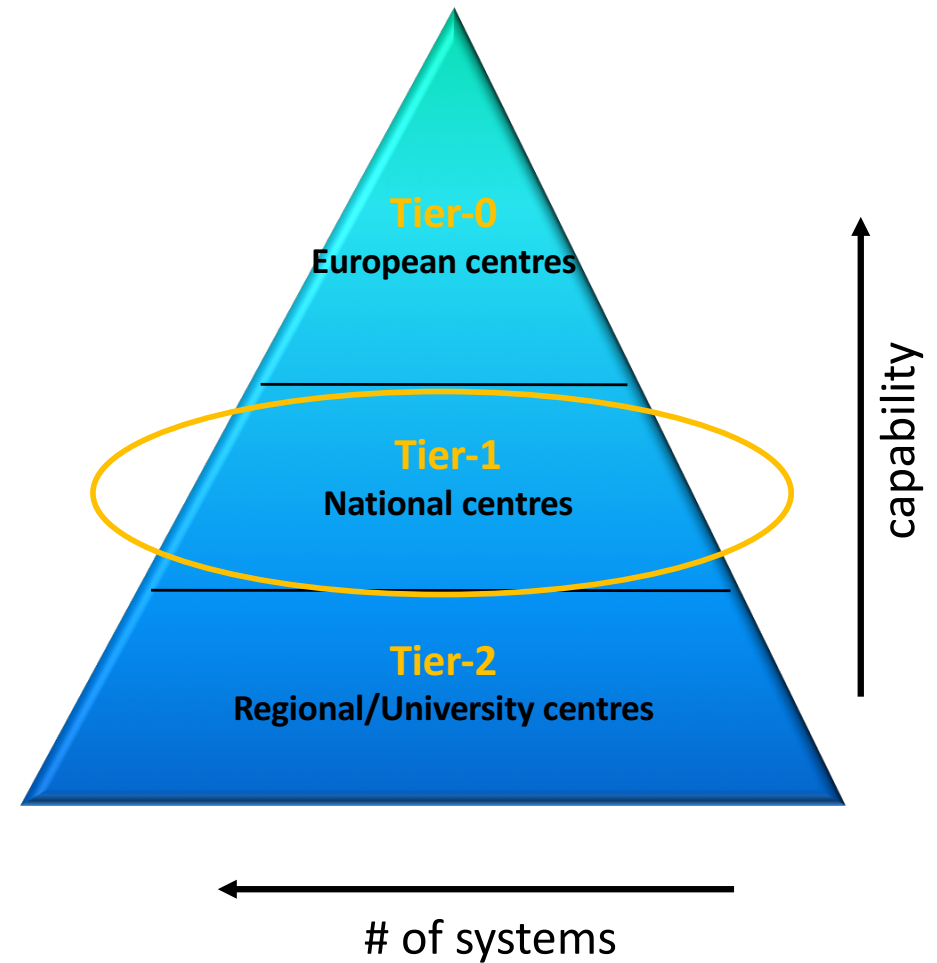 Tier-0
European centres
Tier-1
National centres
Tier-2
Regional/University centres
capability
# of systems